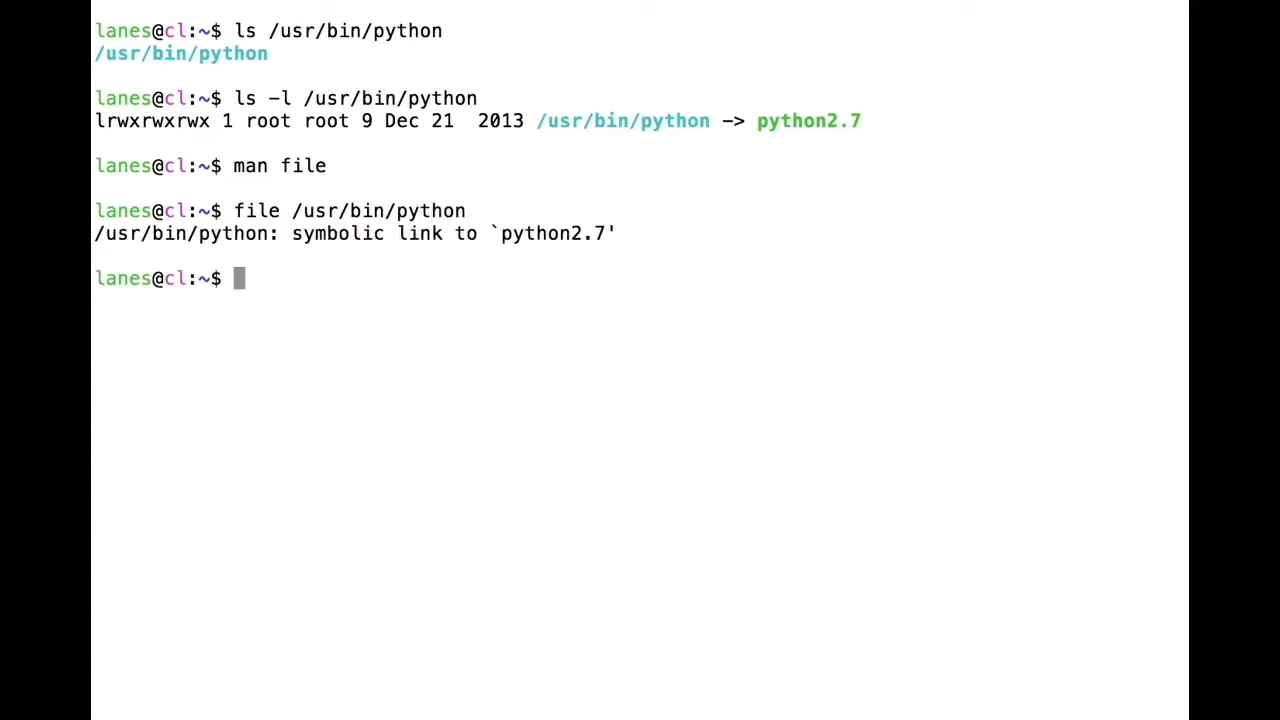 lanes@cl:~$ ls /usr/bin/python
/usr/bin/python
lanes@cl:~$ ls -l /usr/bin/python
lrwxrwxrwx 1 root root 9 Dec 21  2013 /usr/bin/python -> python2.7
lanes@cl:~$ man file
lanes@cl:~$ file /usr/bin/python
/usr/bin/python: symbolic link to `python2.7'
lanes@cl:~$